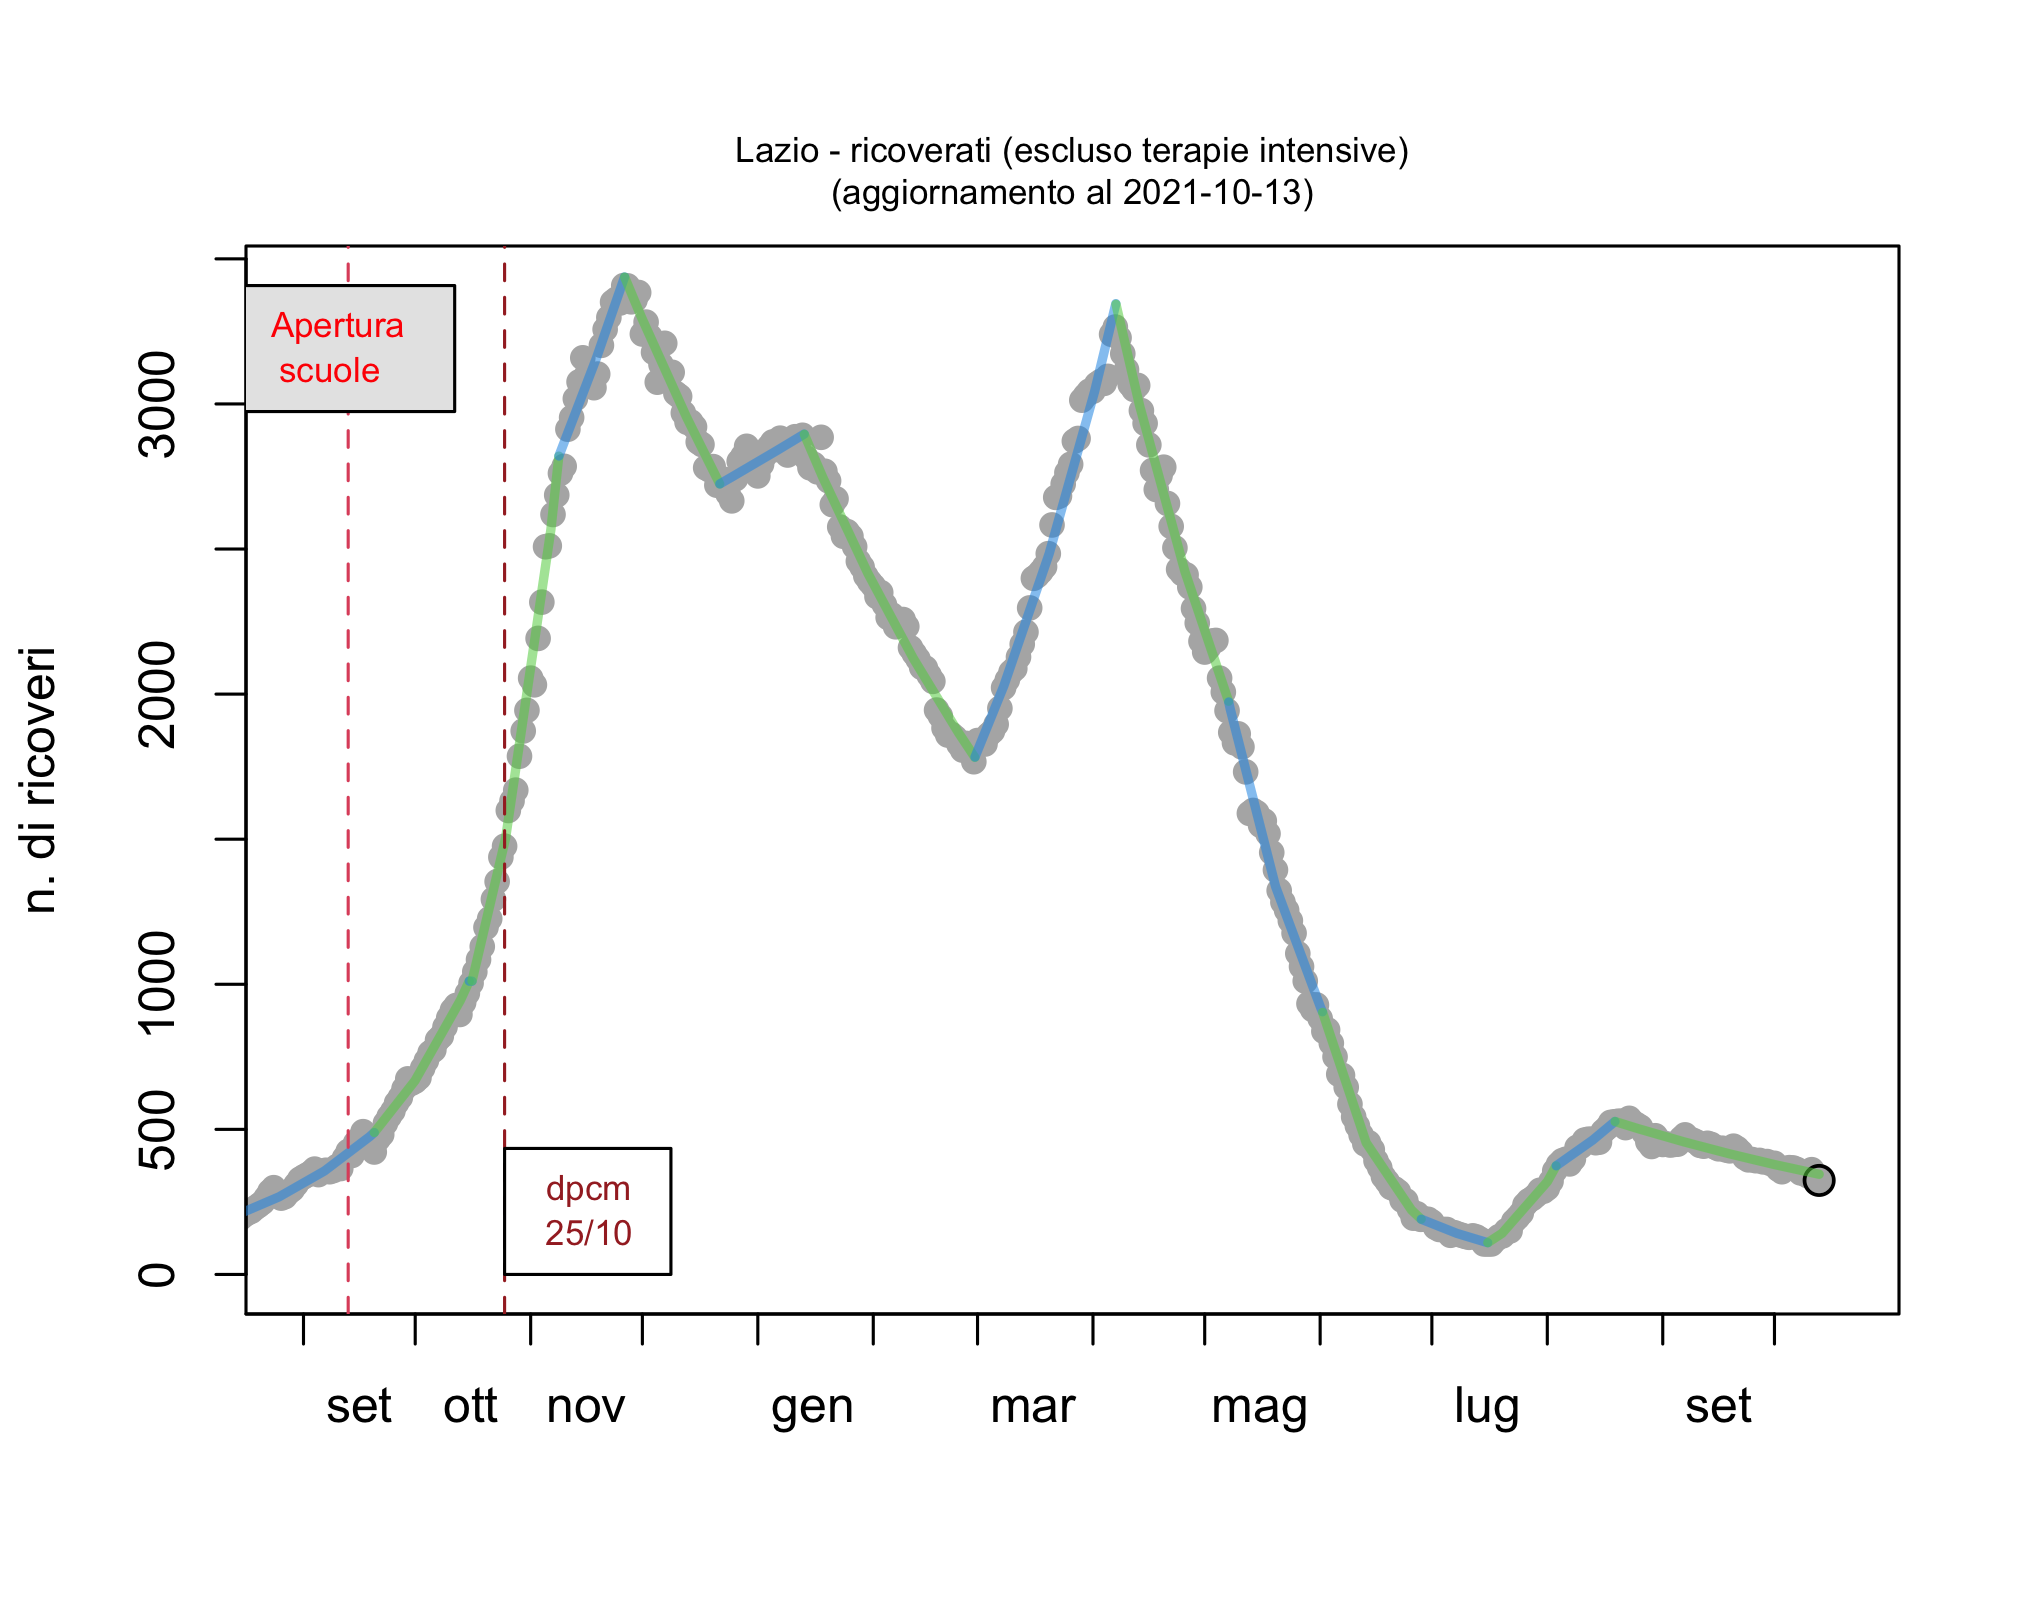 Lazio - ricoverati (escluso terapie intensive)
(aggiornamento al 2021-10-13)
Apertura
scuole
dpcm
25/10
n. di ricoveri
3000
2000
1000
500
0
set ott nov gen mar mag lug set